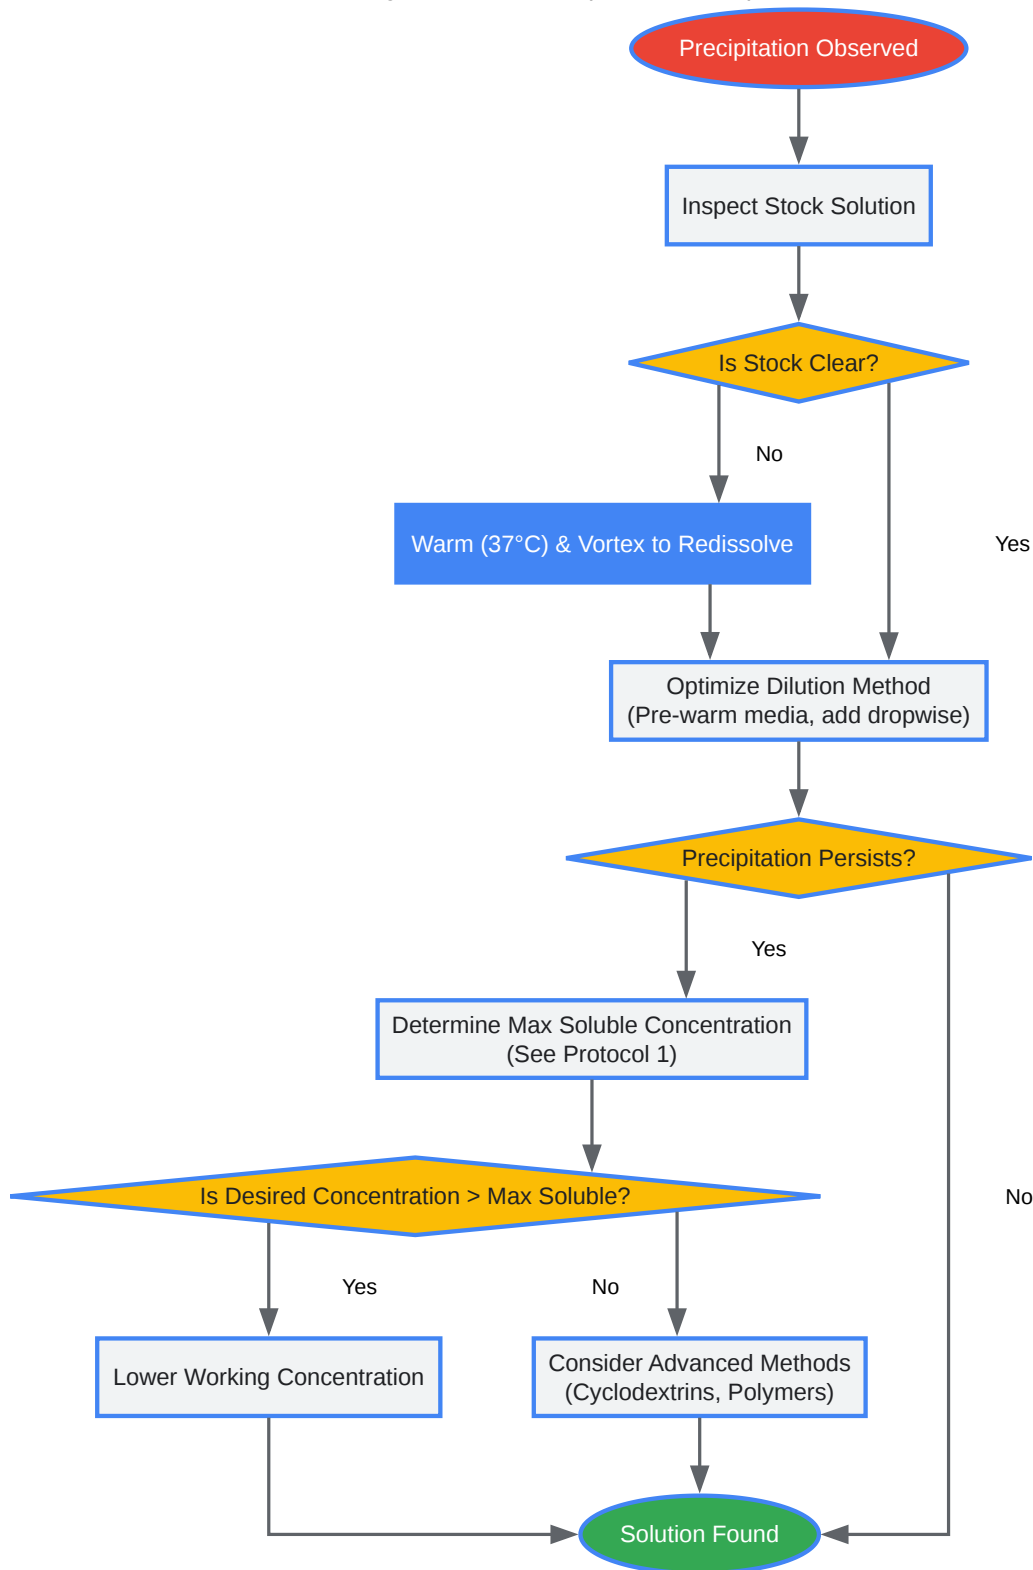 Precipitation Observed
Inspect Stock Solution
Is Stock Clear?
No
Warm (37°C) & Vortex to Redissolve
Yes
Optimize Dilution Method
(Pre-warm media, add dropwise)
Precipitation Persists?
Yes
Determine Max Soluble Concentration
(See Protocol 1)
Is Desired Concentration > Max Soluble?
No
Yes
No
Lower Working Concentration
Consider Advanced Methods
(Cyclodextrins, Polymers)
Solution Found